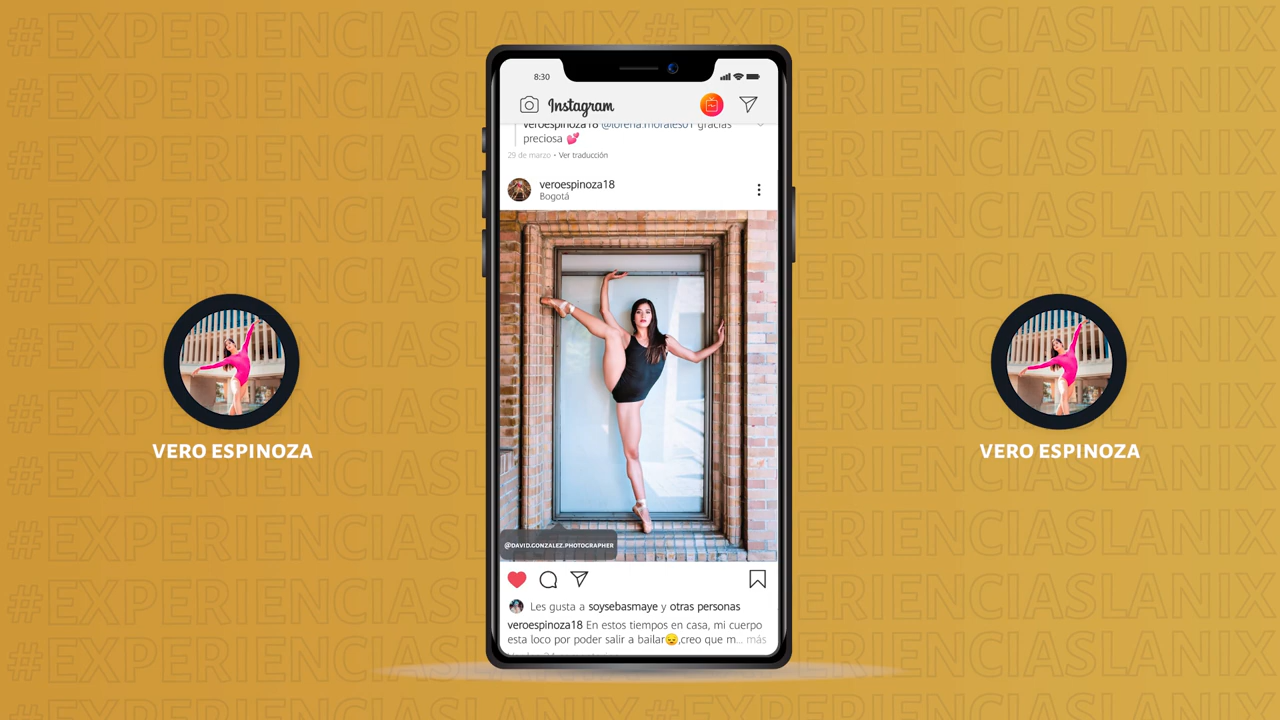 #EXPERIENCIASLANIX#EXPERIENCIASLANIX
8:30
Instagram
veroespinoza18 @lorena.morales01 gracias
preciosa 💕
29 de marzo • Ver traducción
veroespinoza18
Bogotá
@DAVID.GONZALEZ.PHOTOGRAPHER
Les gusta a soysebasmaye y otras personas
veroespinoza18 En estos tiempos en casa, mi cuerpo
esta loco por poder salir a bailar😞,creo que m... más
VERO ESPINOZA
VERO ESPINOZA